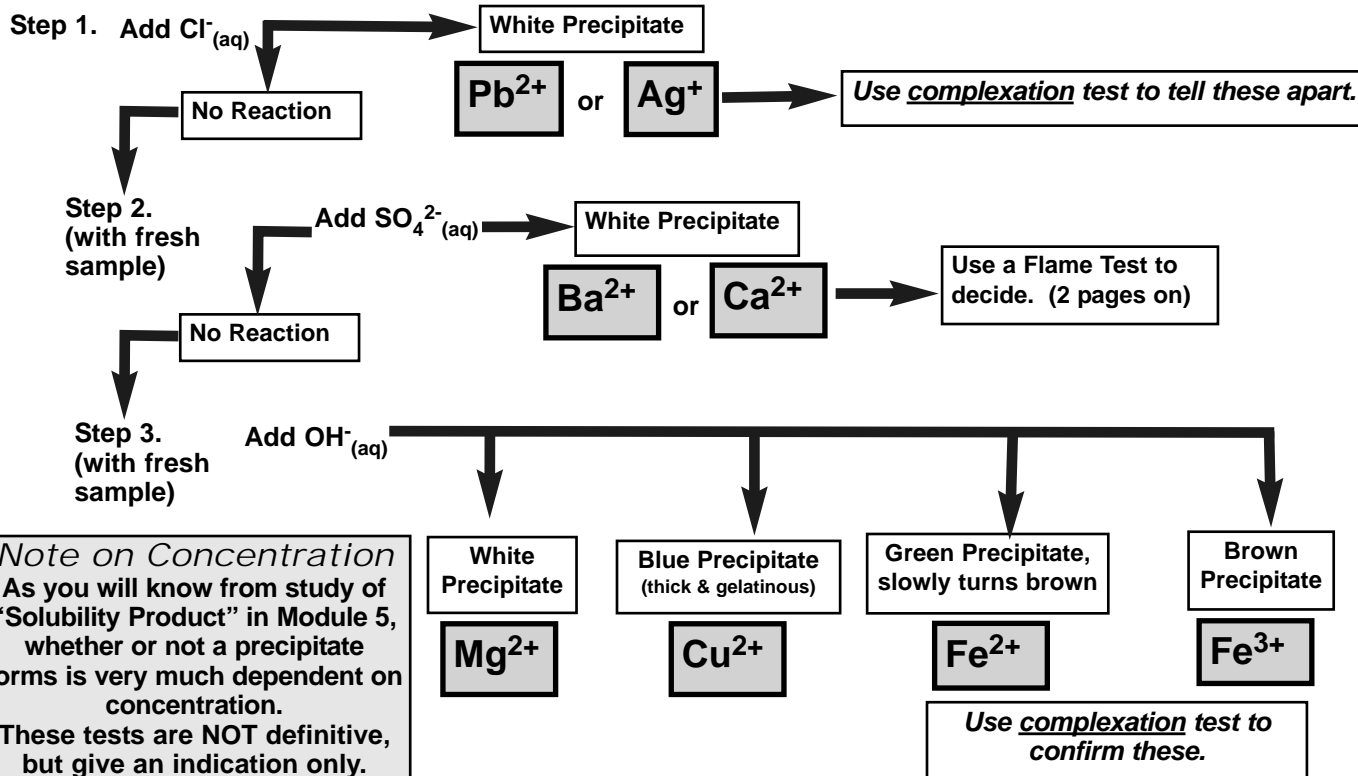 Step 1. Add Cl⁻(aq)
White Precipitate
Pb²⁺ or Ag⁺
Use complexation test to tell these apart.
No Reaction
Step 2.
(with fresh
sample)
Add SO₄²⁻(aq)
White Precipitate
Ba²⁺ or Ca²⁺
Use a Flame Test to
decide. (2 pages on)
No Reaction
Step 3.
(with fresh
sample)
Add OH⁻(aq)
White
Precipitate
Mg²⁺
Blue Precipitate
(thick & gelatinous)
Cu²⁺
Green Precipitate,
slowly turns brown
Fe²⁺
Brown
Precipitate
Fe³⁺
Use complexation test to
confirm these.
Note on Concentration
As you will know from study of
“Solubility Product” in Module 5,
whether or not a precipitate
orms is very much dependent on
concentration.
These tests are NOT definitive,
but give an indication only.